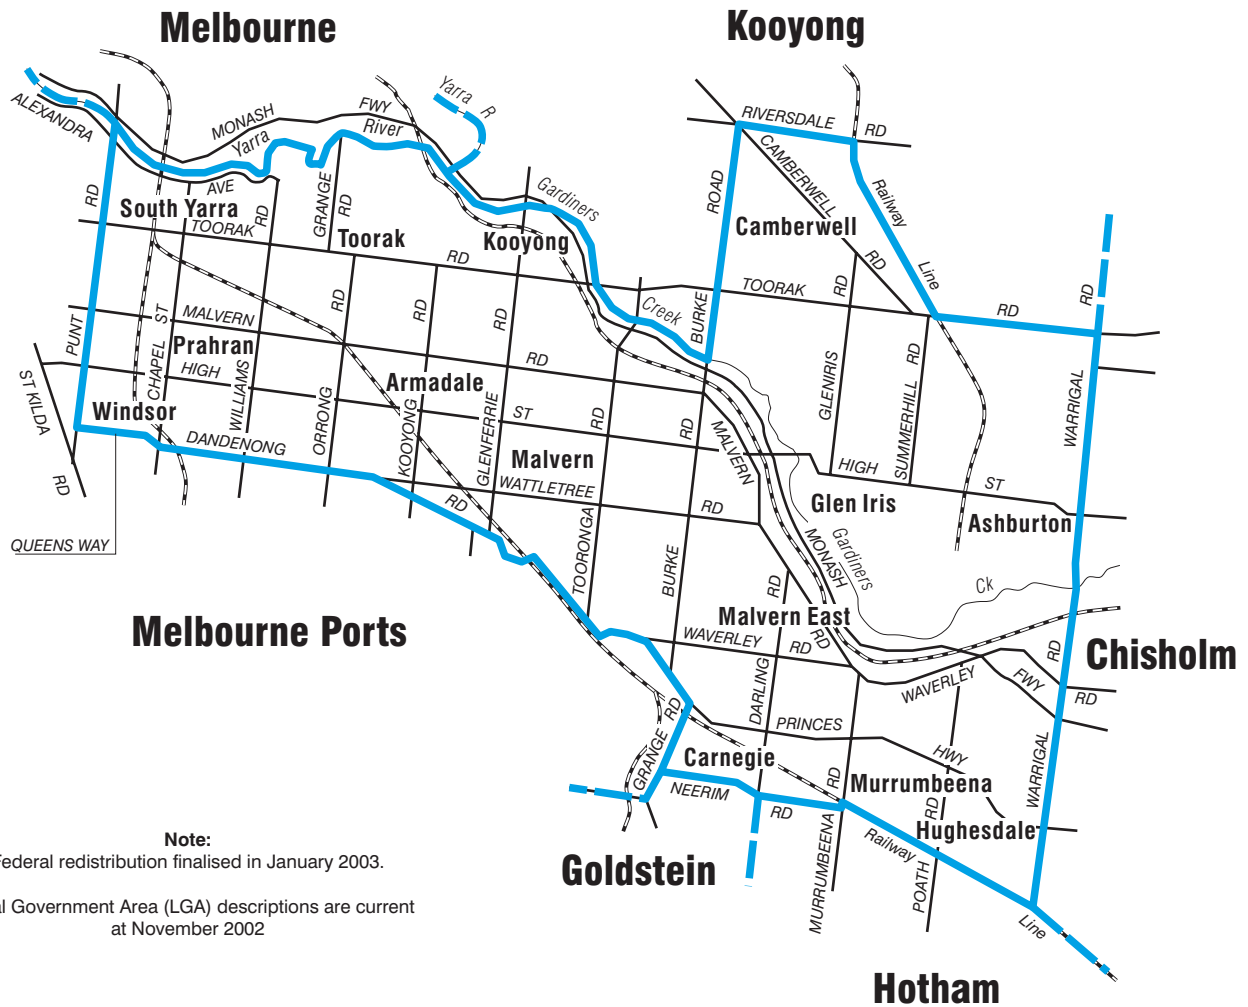 Melbourne
Kooyong
Yarra R
ALEXANDRA
MONASH
FWY
Yarra
River
AVE
RD
South Yarra
TOORAK
RD
GRANGE
RD
Toorak
RD
Gardiners
Kooyong
RIVERSDALE
RD
CAMBERWELL
RD
ROAD
Camberwell
Railway
Line
TOORAK
RD
RD
RD
Creek
BURKE
PUNT
ST
MALVERN
Prahran
HIGH
RD
RD
RD
RD
Armadale
ST
ST KILDA
RD
Windsor
CHAPEL
WILLIAMS
DANDENONG
ORRONG
KOOYONG
GLENFERRIE
RD
Malvern
WATTLETREE
RD
RD
RD
MALVERN
GLENIRIS
SUMMERHILL
RD
WARRIGAL
HIGH
ST
Glen Iris
Ashburton
QUEENS WAY
TOORONGA
BURKE
MONASH
Gardiners
Ck
RD
Malvern East
RD
Melbourne Ports
WAVERLEY
RD
DARLING
WAVERLEY
FWY
RD
RD
Chisholm
RD
GRANGE
PRINCES
HWY
Carnegie
NEERIM
RD
RD
Murrumbeena
RD
WARRIGAL
Hughesdale
MURRUMBEENA
Railway
POATH
Line
Goldstein
Hotham
Note:
Federal redistribution finalised in January 2003.
al Government Area (LGA) descriptions are current
at November 2002